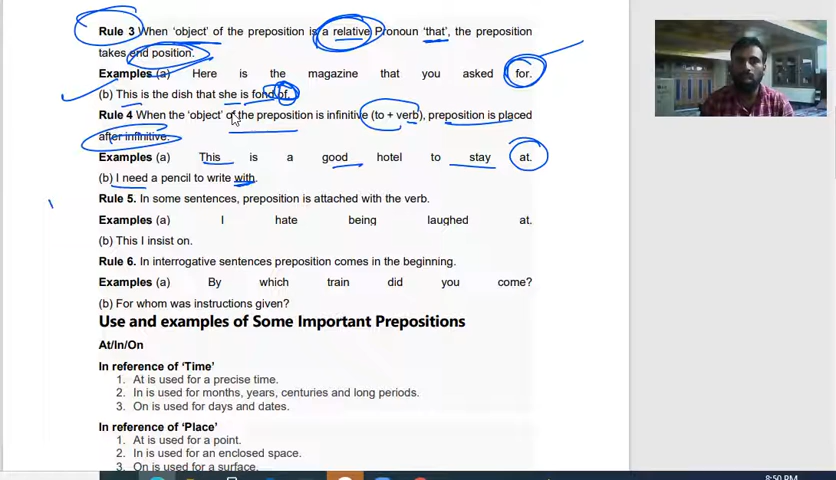 Rule 3 When 'object' of the preposition is a relative Pronoun 'that', the preposition
takes end position.
Examples (a) Here is the magazine that you asked for.
(b) This is the dish that she is fond of.
Rule 4 When the 'object' of the preposition is infinitive (to + verb), preposition is placed
after infinitive.
Examples (a) This is a good hotel to stay at.
(b) I need a pencil to write with.
Rule 5. In some sentences, preposition is attached with the verb.
Examples (a) I hate being laughed at.
(b) This I insist on.
Rule 6. In interrogative sentences preposition comes in the beginning.
Examples (a) By which train did you come?
(b) For whom was instructions given?
Use and examples of Some Important Prepositions
At/In/On
In reference of 'Time'
1. At is used for a precise time.
2. In is used for months, years, centuries and long periods.
3. On is used for days and dates.
In reference of 'Place'
1. At is used for a point.
2. In is used for an enclosed space.
3. On is used for a surface.
8:50 PM